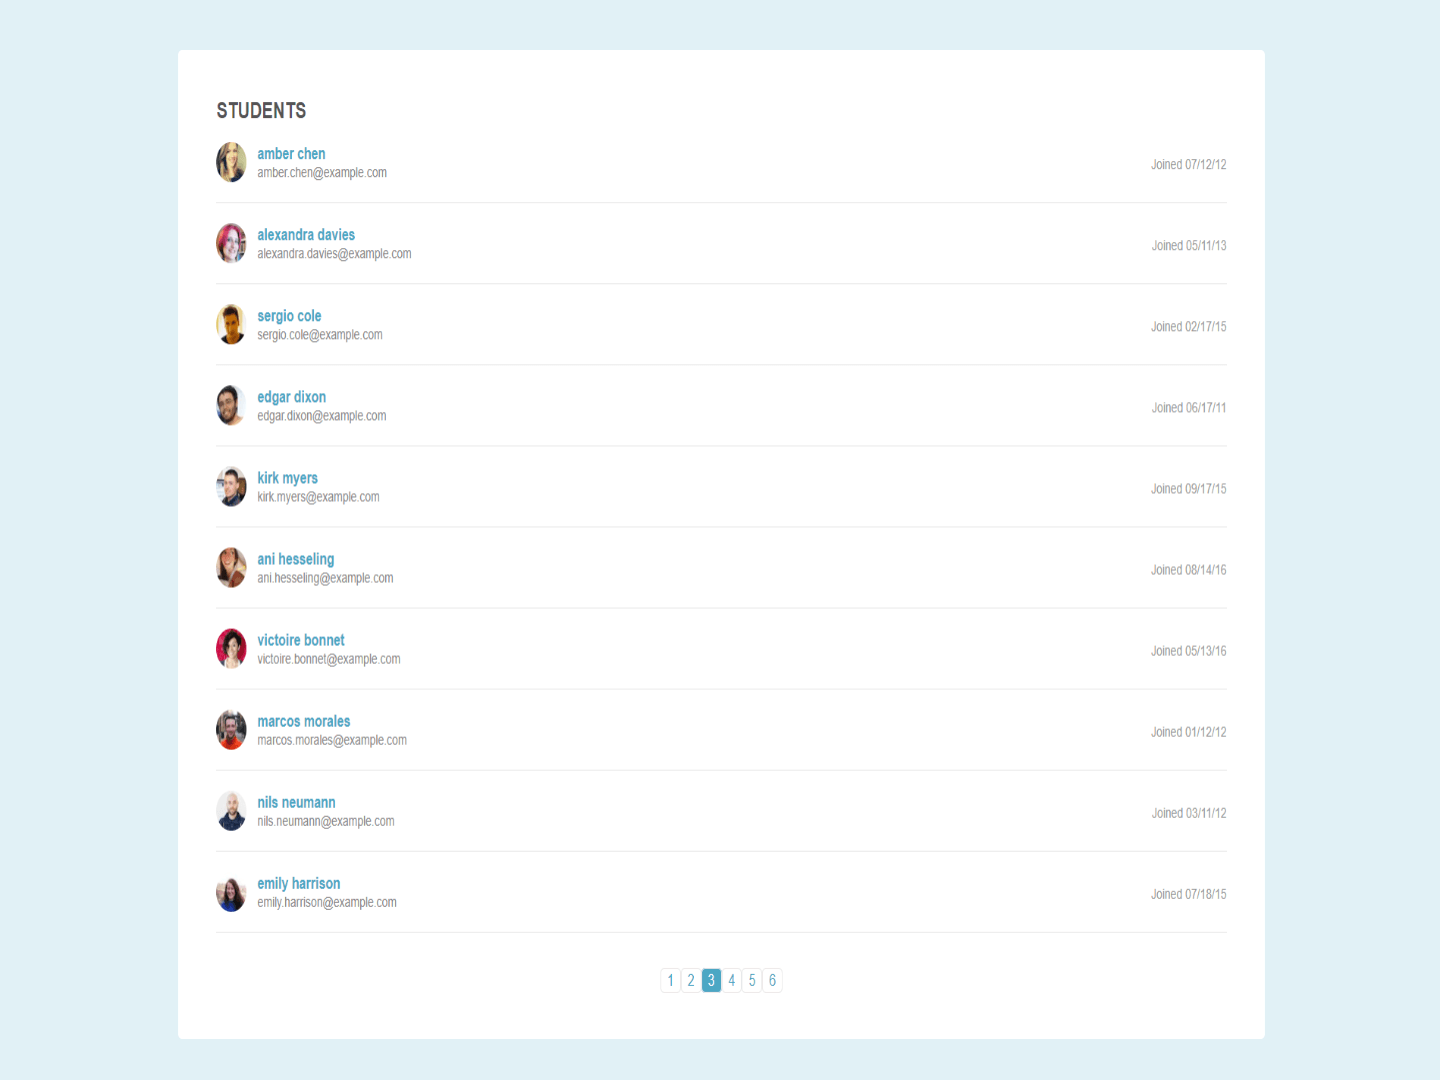 STUDENTS
amber chen
amber.chen@example.com
Joined 07/12/12
alexandra davies
alexandra.davies@example.com
Joined 05/11/13
sergio cole
sergio.cole@example.com
Joined 02/17/15
edgar dixon
edgar.dixon@example.com
Joined 06/17/11
kirk myers
kirk.myers@example.com
Joined 09/17/15
ani hesseling
ani.hesseling@example.com
Joined 08/14/16
victoire bonnet
victoire.bonnet@example.com
Joined 05/13/16
marcos morales
marcos.morales@example.com
Joined 01/12/12
nils neumann
nils.neumann@example.com
Joined 03/11/12
emily harrison
emily.harrison@example.com
Joined 07/18/15
1 2 3 4 5 6